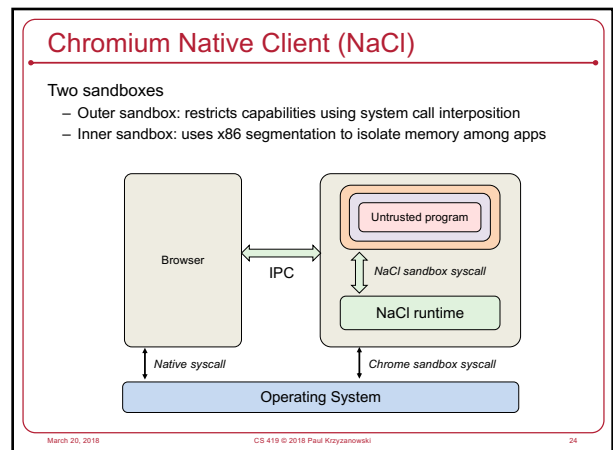 Chromium Native Client (NaCl)
Two sandboxes
– Outer sandbox: restricts capabilities using system call interposition
– Inner sandbox: uses x86 segmentation to isolate memory among apps
Untrusted program
Browser
IPC
NaCl sandbox syscall
NaCl runtime
Native syscall
Chrome sandbox syscall
Operating System
March 20, 2018
CS 419 © 2018 Paul Krzyzanowski
24